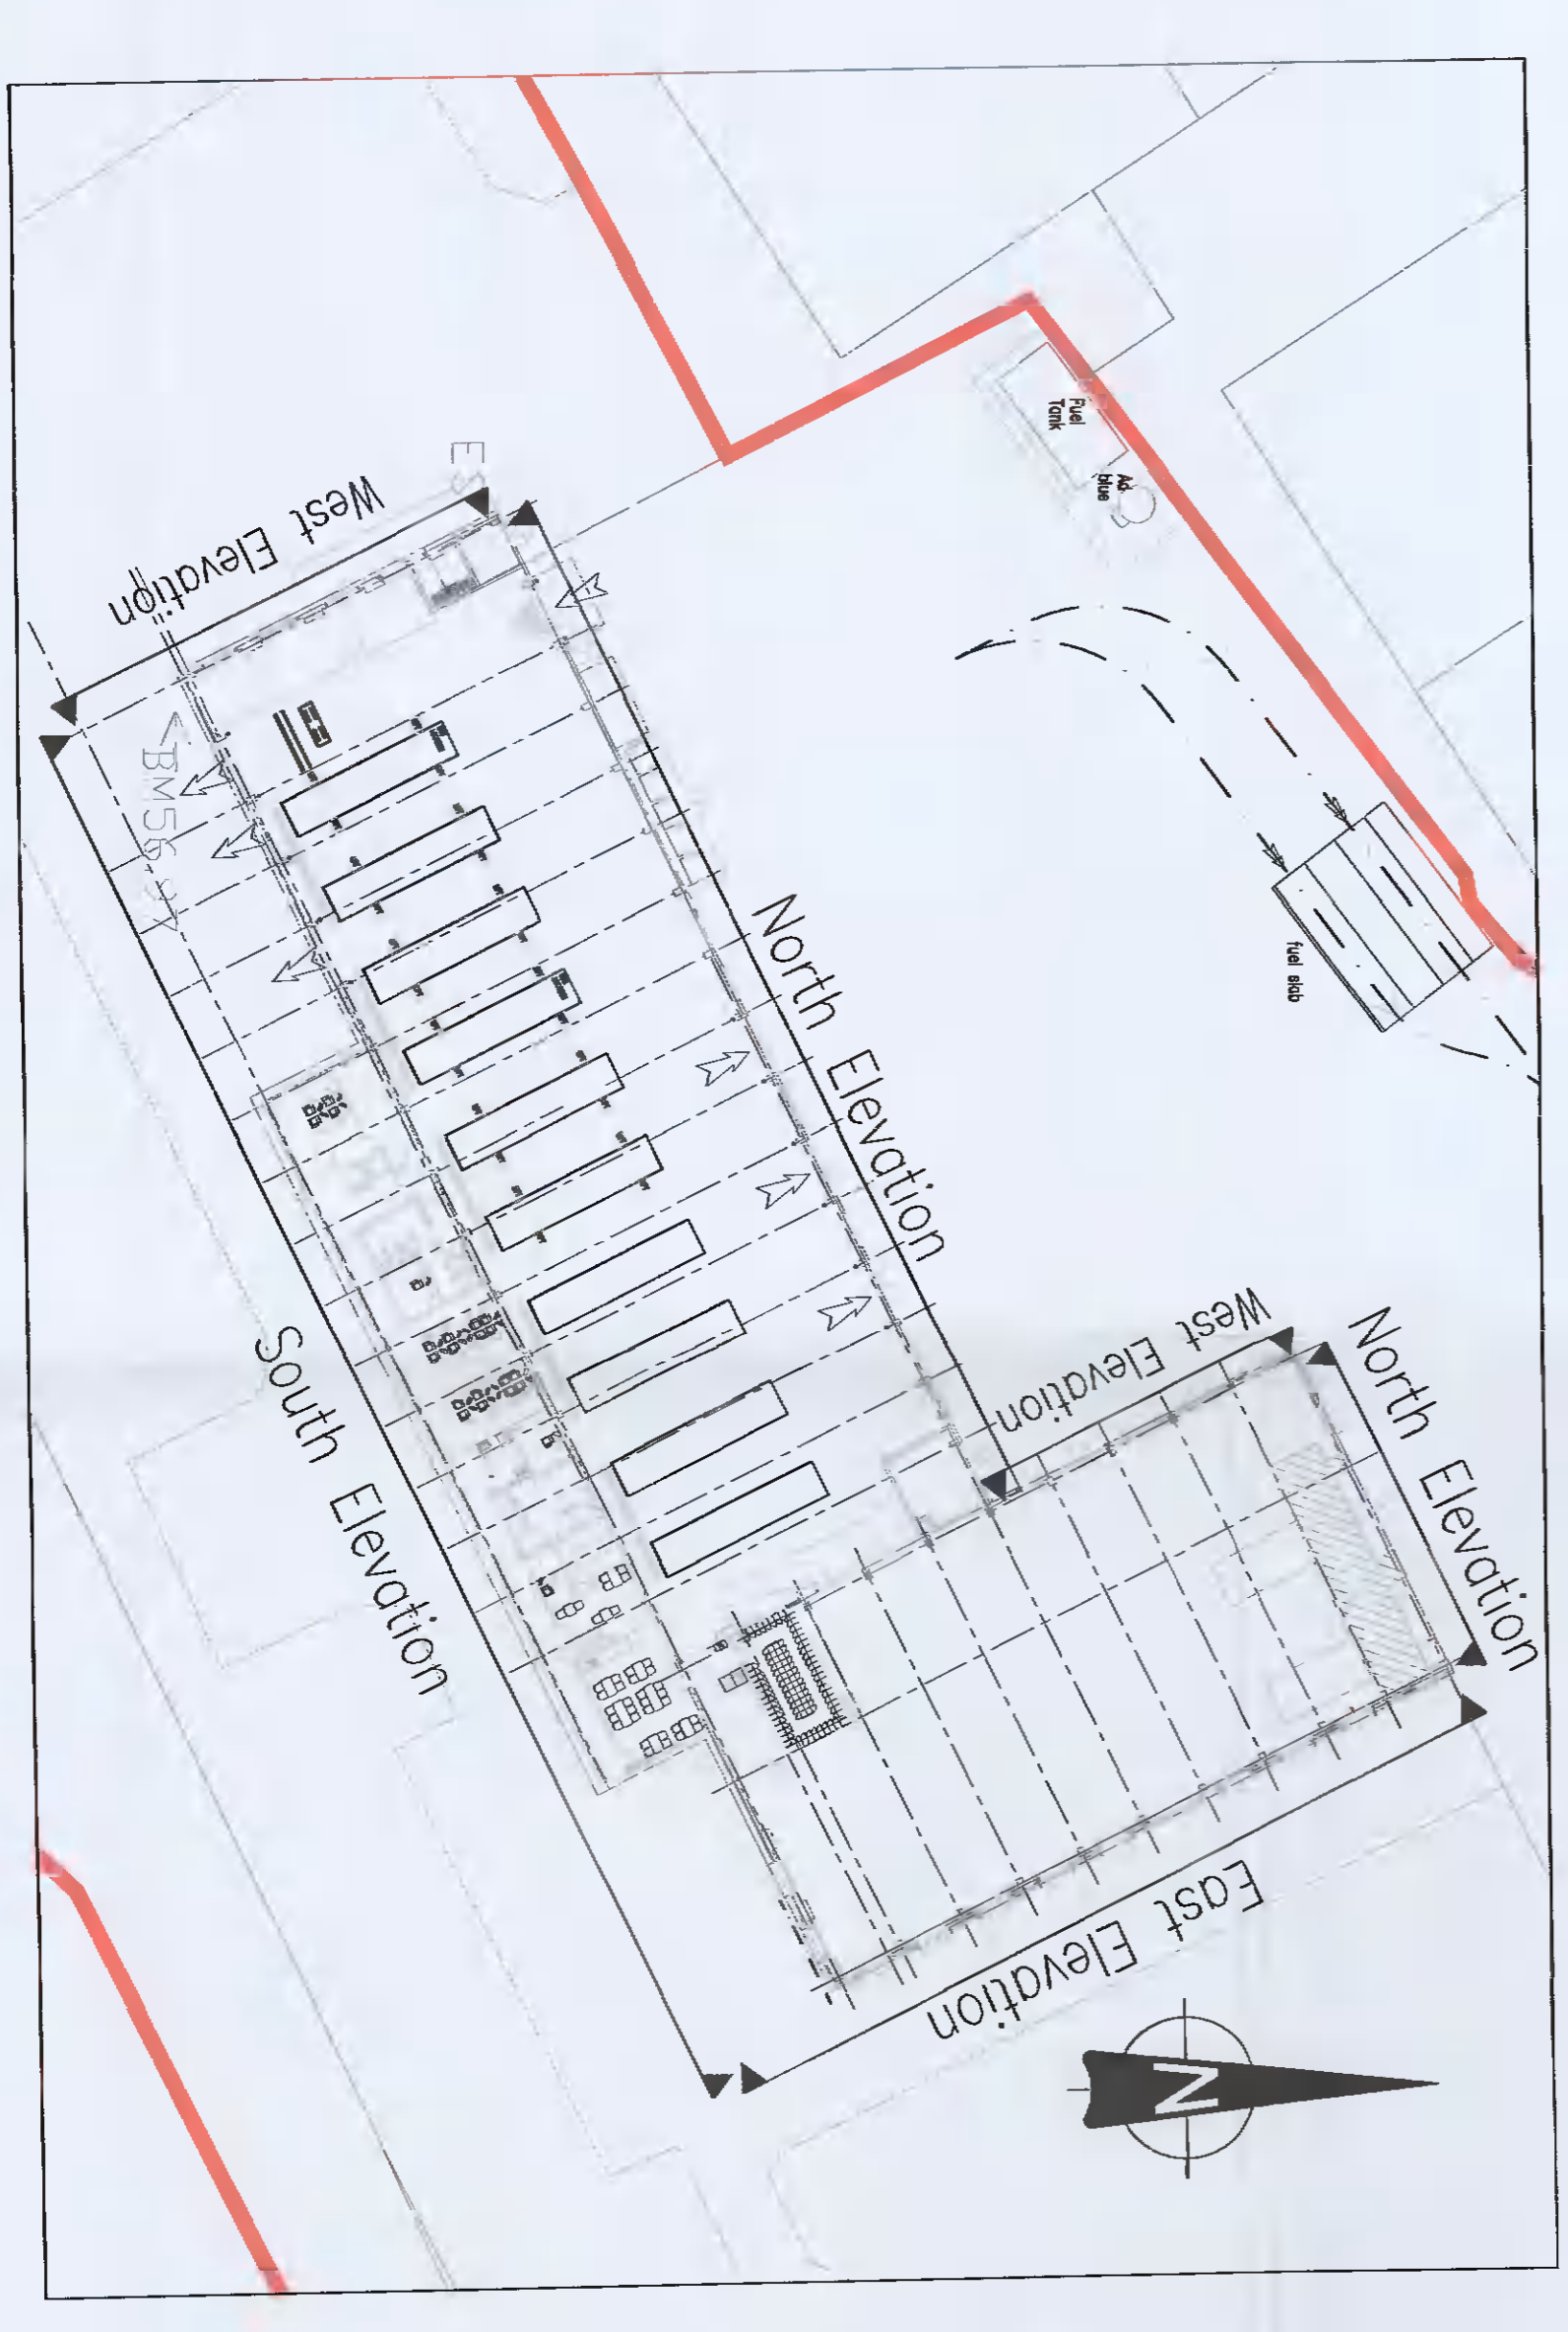 Fuel
Tank
Ad
blue
fuel slab
West Elevation
North Elevation
West Elevation
North Elevation
South Elevation
East Elevation
N